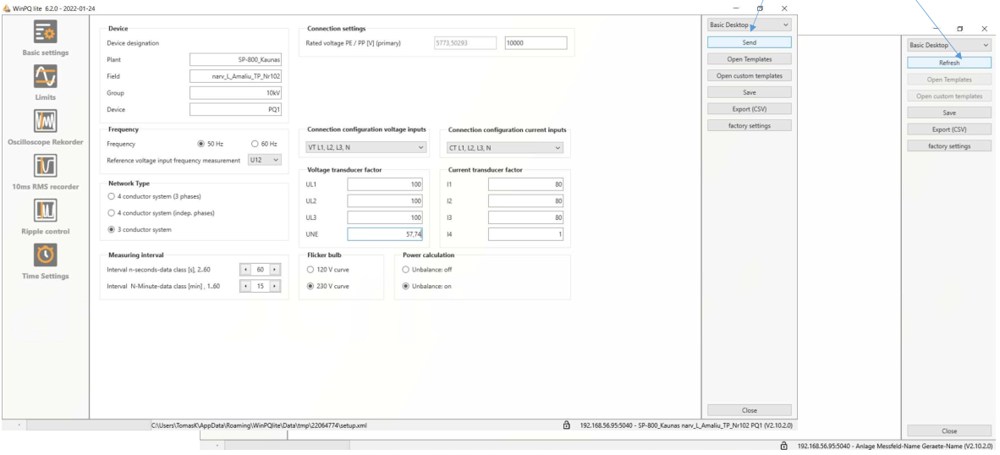 WinPQ lite 6.2.0 - 2022-01-24
Basic settings
Limits
Oscilloscope Rekorder
10ms RMS recorder
Ripple control
Time Settings
Device
Device designation
Plant SP-800_Kaunas
Field narv_L_Amaliu_TP_Nr102
Group 10kV
Device PQ1
Connection settings
Rated voltage PE / PP [V] (primary) 5773,50293 10000
Frequency
Frequency 50 Hz 60 Hz
Reference voltage input frequency measurement U12
Connection configuration voltage inputs
VT L1, L2, L3, N
Connection configuration current inputs
CT L1, L2, L3, N
Network Type
4 conductor system (3 phases)
4 conductor system (indep. phases)
3 conductor system
Voltage transducer factor
UL1 100
UL2 100
UL3 100
UNE 57,74
Current transducer factor
I1 80
I2 80
I3 80
I4 1
Measuring interval
Interval n-seconds-data class [s], 2..60 60
Interval N-Minute-data class [min] , 1..60 15
Flicker bulb
120 V curve
230 V curve
Power calculation
Unbalance: off
Unbalance: on
Basic Desktop
Send
Open Templates
Open custom templates
Save
Export (CSV)
factory settings
Close
C:\Users\TomasK\AppData\Roaming\WinPQlite\Data\tmp\22064774\setup.xml
192.168.56.95:5040 - SP-800_Kaunas narv_L_Amaliu_TP_Nr102 PQ1 (V2.10.2.0)
Basic Desktop
Refresh
Open Templates
Open custom templates
Save
Export (CSV)
factory settings
Close
192.168.56.95:5040 - Anlage Messfeld-Name Geraete-Name (V2.10.2.0)